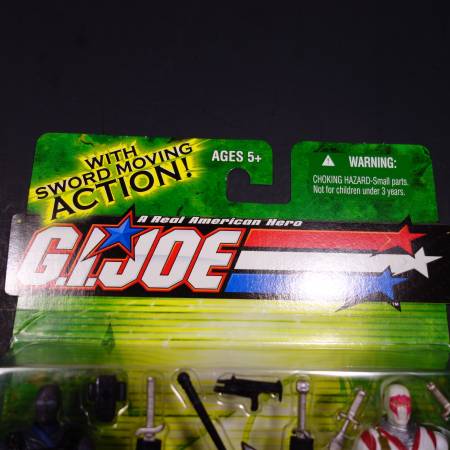 WITH
SWORD MOVING
ACTION!
AGES 5+
WARNING:
CHOKING HAZARD-Small parts.
Not for children under 3 years.
A Real American Hero
G.I. JOE
TM